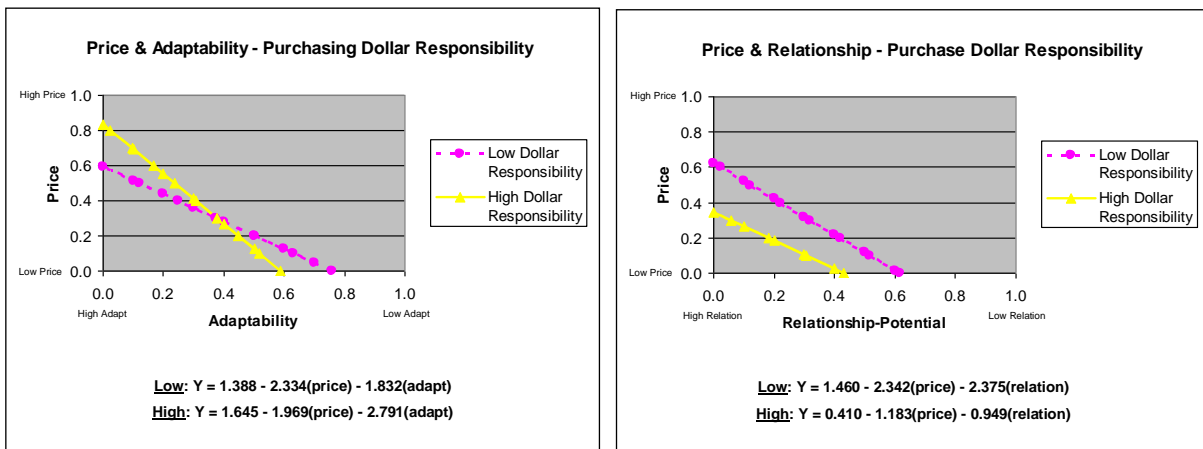 Price & Adaptability - Purchasing Dollar Responsibility
High Price
1.0
0.8
0.6
0.4
0.2
0.0
Low Price
Price
0.0
0.2
0.4
0.6
0.8
1.0
High Adapt
Adaptability
Low Adapt
Low Dollar
Responsibility
High Dollar
Responsibility
Low: Y = 1.388 - 2.334(price) - 1.832(adapt)
High: Y = 1.645 - 1.969(price) - 2.791(adapt)
Price & Relationship - Purchase Dollar Responsibility
High Price
1.0
0.8
0.6
0.4
0.2
0.0
Low Price
Price
0.0
0.2
0.4
0.6
0.8
1.0
High Relation
Relationship-Potential
Low Relation
Low Dollar
Responsibility
High Dollar
Responsibility
Low: Y = 1.460 - 2.342(price) - 2.375(relation)
High: Y = 0.410 - 1.183(price) - 0.949(relation)